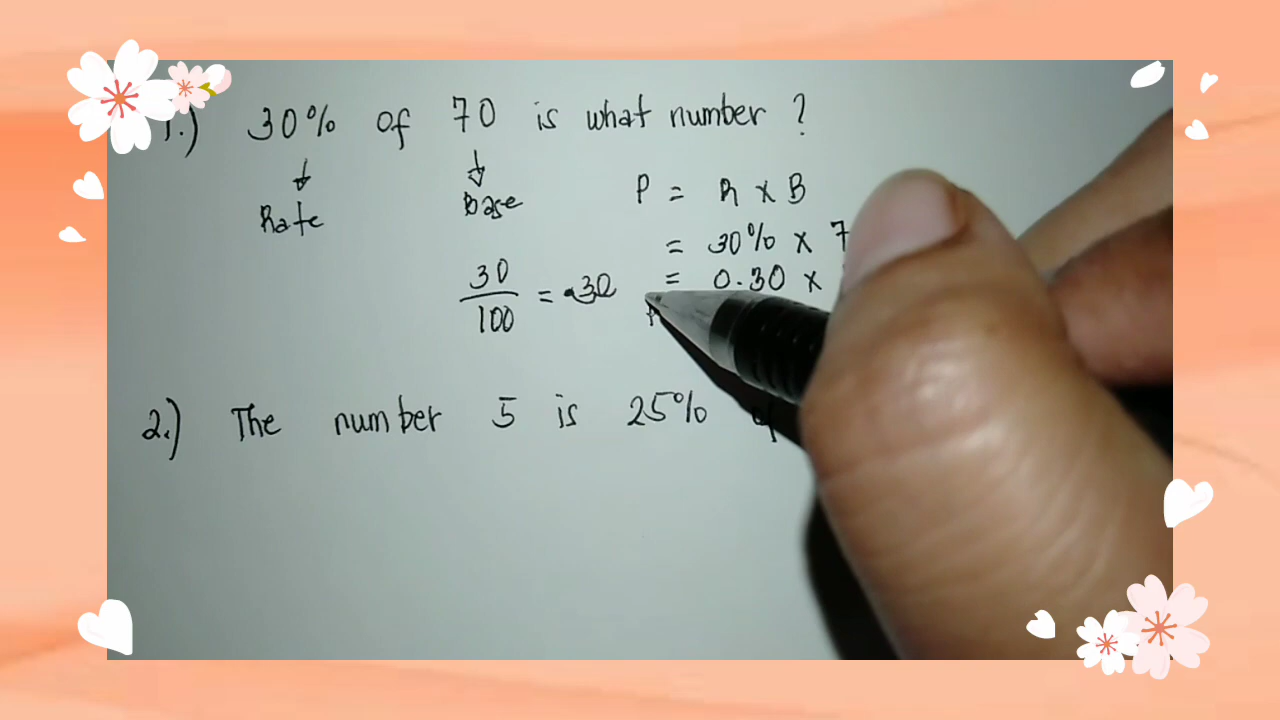 1.) 30% of 70 is what number ?
Rate Base
P = R x B
= 30% x 7
= 0.30 x
30
100
= .30
2.) The number 5 is 25%